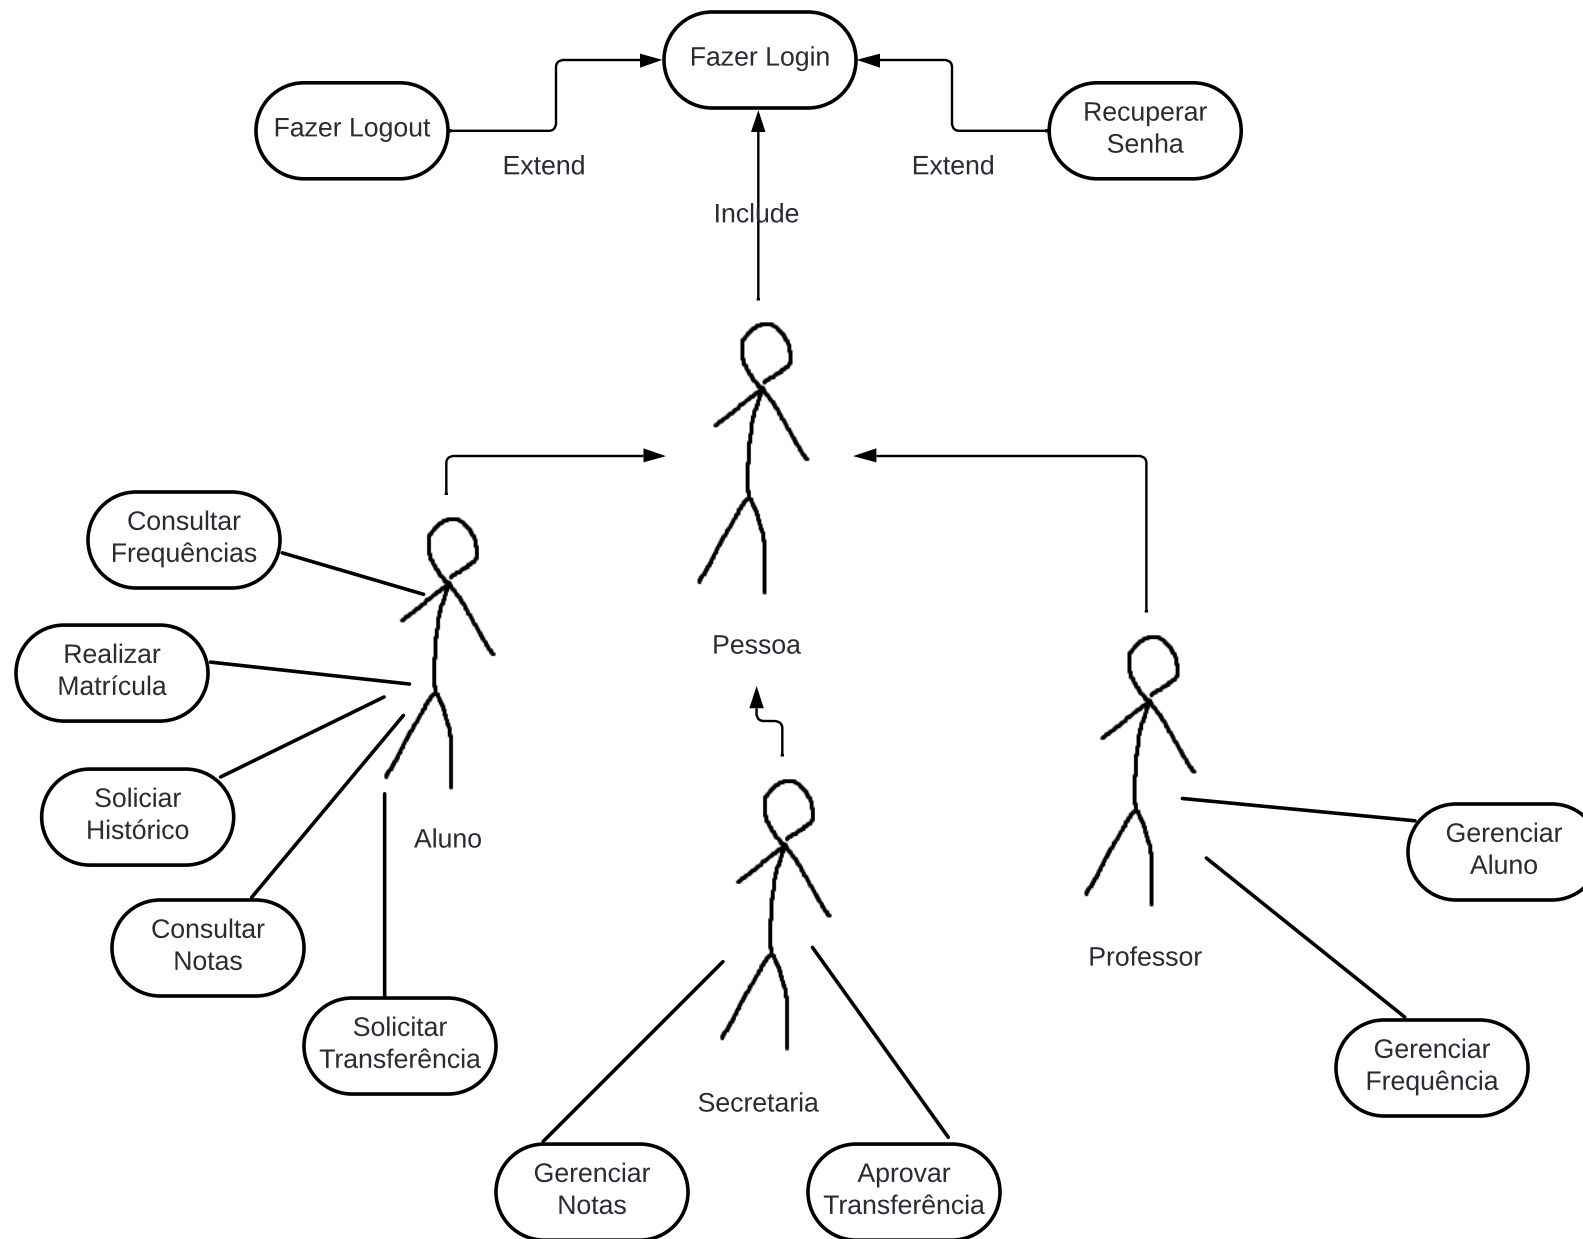 Fazer Login
Fazer Logout
Recuperar
Senha
Extend
Extend
Include
Consultar
Frequências
Pessoa
Realizar
Matrícula
Soliciar
Histórico
Aluno
Gerenciar
Aluno
Consultar
Notas
Professor
Solicitar
Transferência
Gerenciar
Frequência
Secretaria
Gerenciar
Notas
Aprovar
Transferência